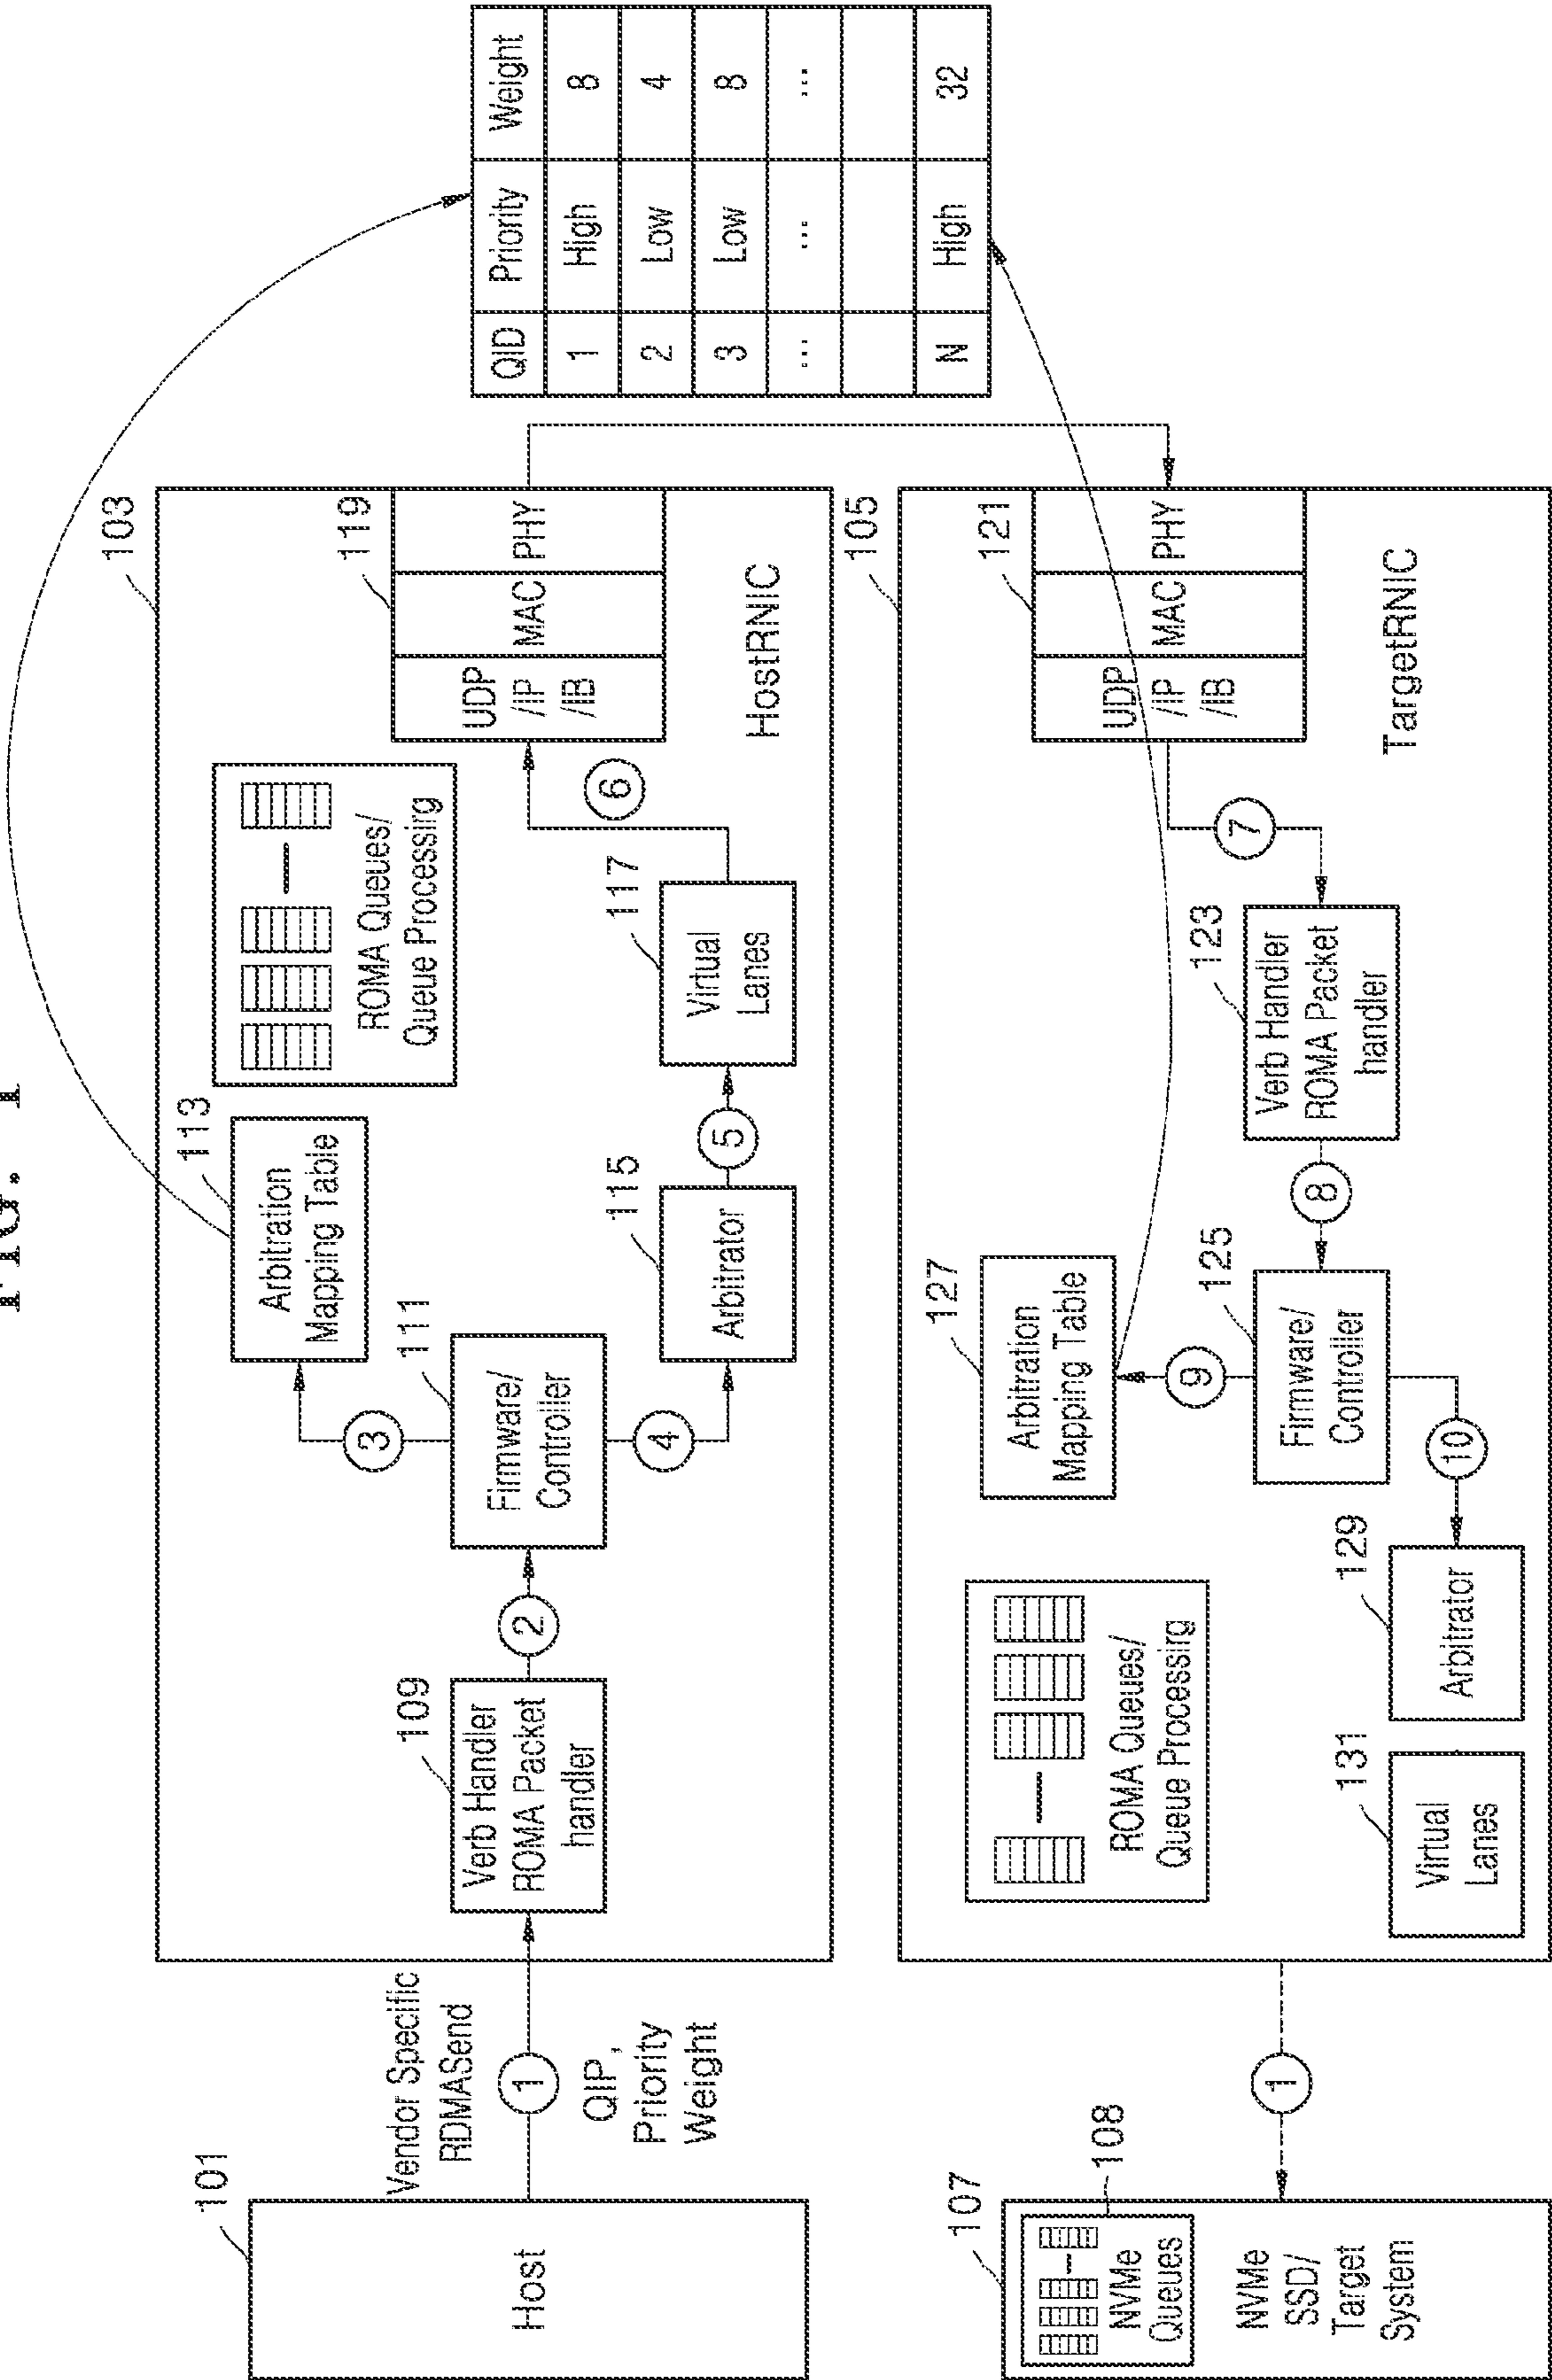 FIG. 1
101
Host
Vendor Specific
RDMASend
1
QIP,
Priority
Weight
103
109
Verb Handler
ROMA Packet
handler
2
111
Firmware/
Controller
3
4
113
Arbitration
Mapping Table
115
Arbitrator
5
ROMA Queues/
Queue Processirg
117
Virtual
Lanes
6
119
UDP
/IP
/IB
MAC
PHY
HostRNIC
QID Priority Weight
1 High 8
2 Low 4
3 Low 8
... ... ...
N High 32
107
108
NVMe
Queues
NVMe
SSD/
Target
System
1
105
ROMA Queues/
Queue Processirg
131
Virtual
Lanes
129
Arbitrator
127
Arbitration
Mapping Table
9
125
Firmware/
Controller
10
8
123
Verb Handler
ROMA Packet
handler
7
121
UDP
/IP
/IB
MAC
PHY
TargetRNIC